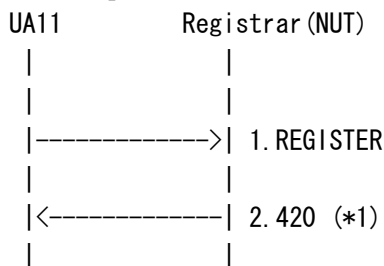 UA11 Registrar(NUT)
| |
| |
|------------->| 1.REGISTER
| |
|<-------------| 2.420 (*1)
| |